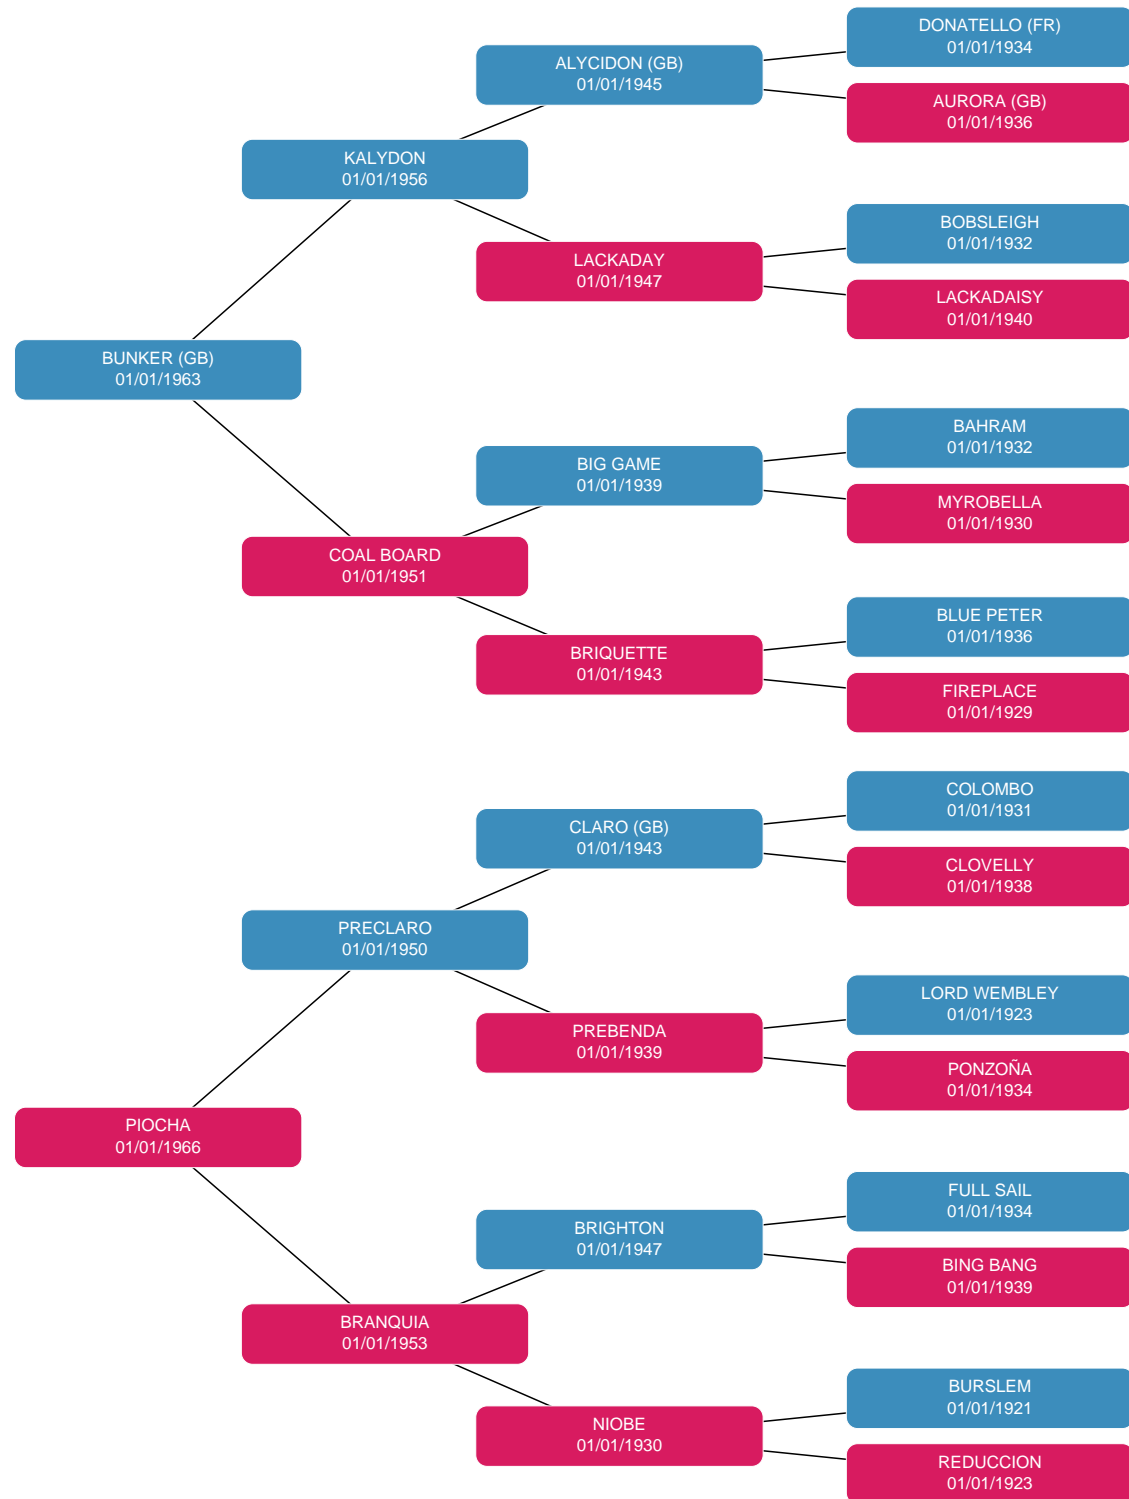 DONATELLO (FR)
01/01/1934
ALYCIDON (GB)
01/01/1945
AURORA (GB)
01/01/1936
KALYDON
01/01/1956
BOBSLEIGH
01/01/1932
LACKADAY
01/01/1947
LACKADAISY
01/01/1940
BUNKER (GB)
01/01/1963
BAHRAM
01/01/1932
BIG GAME
01/01/1939
MYROBELLA
01/01/1930
COAL BOARD
01/01/1951
BLUE PETER
01/01/1936
BRIQUETTE
01/01/1943
FIREPLACE
01/01/1929
COLOMBO
01/01/1931
CLARO (GB)
01/01/1943
CLOVELLY
01/01/1938
PRECLARO
01/01/1950
LORD WEMBLEY
01/01/1923
PREBENDA
01/01/1939
PONZOÑA
01/01/1934
PIOCHA
01/01/1966
FULL SAIL
01/01/1934
BRIGHTON
01/01/1947
BING BANG
01/01/1939
BRANQUIA
01/01/1953
BURSLEM
01/01/1921
NIOBE
01/01/1930
REDUCCION
01/01/1923